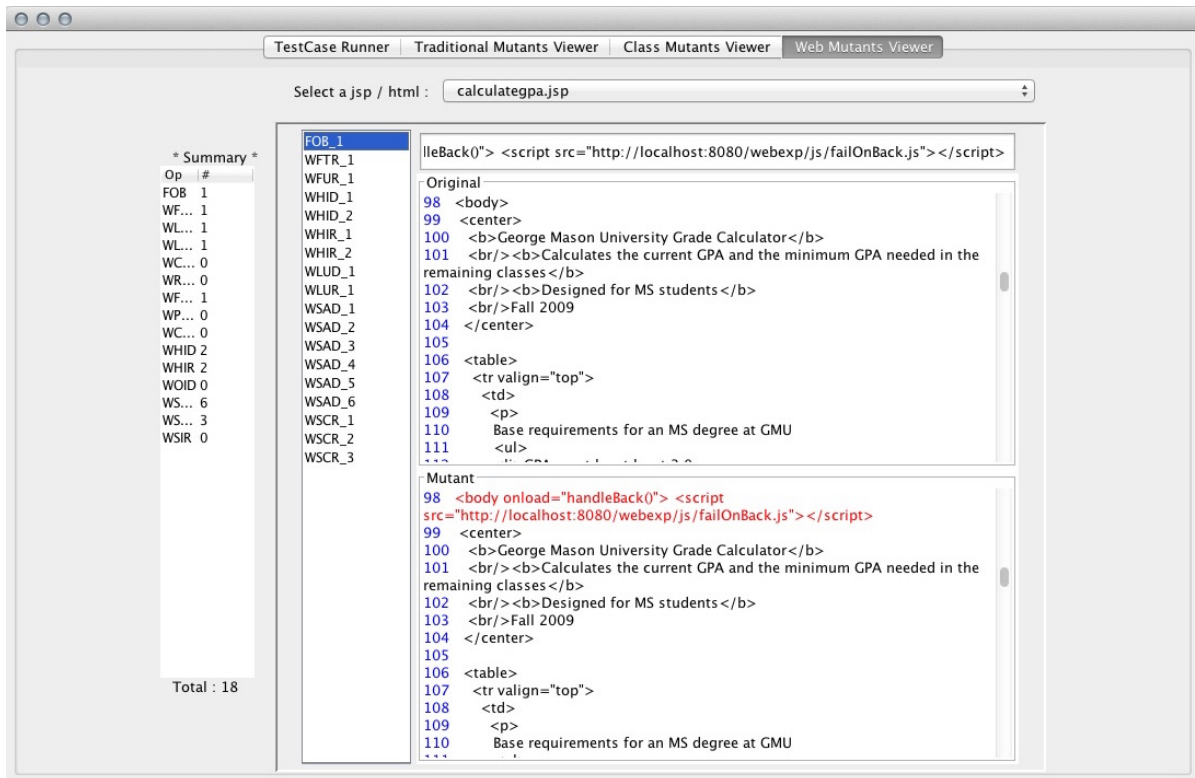 TestCase Runner Traditional Mutants Viewer Class Mutants Viewer Web Mutants Viewer
Select a jsp / html : calculategpa.jsp
* Summary *
Op #
FOB 1
WF... 1
WL... 1
WL... 1
WC... 0
WR... 0
WF... 1
WP... 0
WC... 0
WHID 2
WHIR 2
WOID 0
WS... 6
WS... 3
WSIR 0
Total : 18
FOB_1
WFTR_1
WFUR_1
WHID_1
WHID_2
WHIR_1
WHIR_2
WLUD_1
WLUR_1
WSAD_1
WSAD_2
WSAD_3
WSAD_4
WSAD_5
WSAD_6
WSCR_1
WSCR_2
WSCR_3
lleBack()"> <script src="http://localhost:8080/webexp/js/failOnBack.js"></script>
Original
98 <body>
99 <center>
100 <b>George Mason University Grade Calculator</b>
101 <br/><b>Calculates the current GPA and the minimum GPA needed in the
remaining classes</b>
102 <br/><b>Designed for MS students</b>
103 <br/>Fall 2009
104 </center>
105
106 <table>
107 <tr valign="top">
108 <td>
109 <p>
110 Base requirements for an MS degree at GMU
111 <ul>
Mutant
98 <body onload="handleBack()"> <script
src="http://localhost:8080/webexp/js/failOnBack.js"></script>
99 <center>
100 <b>George Mason University Grade Calculator</b>
101 <br/><b>Calculates the current GPA and the minimum GPA needed in the
remaining classes</b>
102 <br/><b>Designed for MS students</b>
103 <br/>Fall 2009
104 </center>
105
106 <table>
107 <tr valign="top">
108 <td>
109 <p>
110 Base requirements for an MS degree at GMU